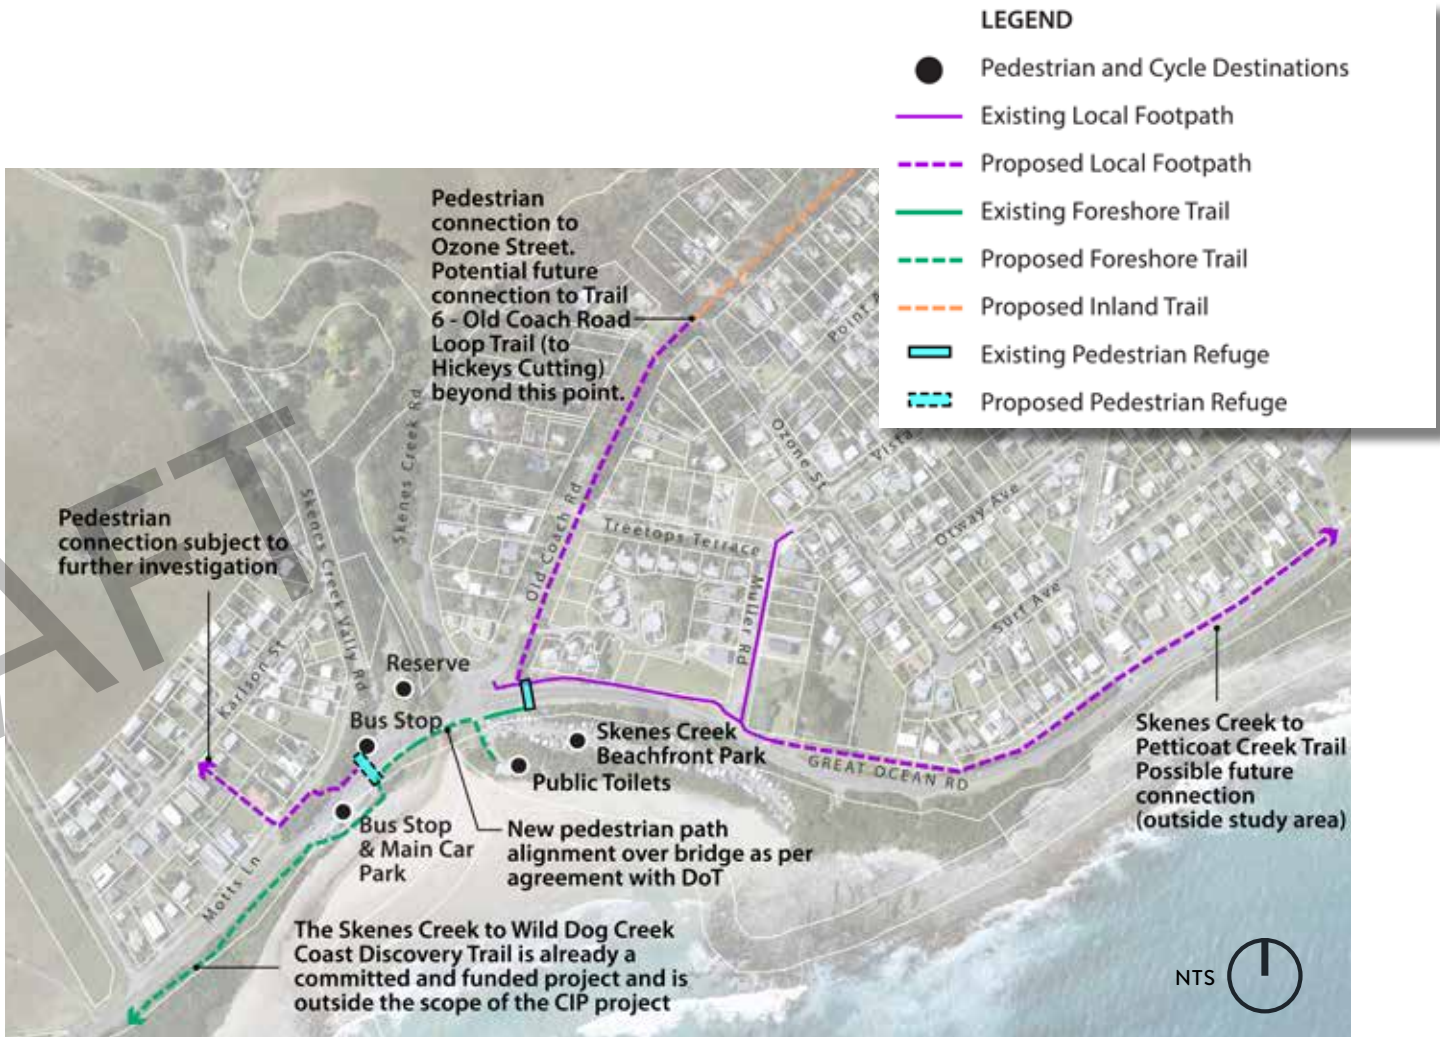 LEGEND
Pedestrian and Cycle Destinations
Existing Local Footpath
Proposed Local Footpath
Existing Foreshore Trail
Proposed Foreshore Trail
Proposed Inland Trail
Existing Pedestrian Refuge
Proposed Pedestrian Refuge
Pedestrian
connection to
Ozone Street.
Potential future
connection to Trail
6 - Old Coach Road
Loop Trail (to
Hickeys Cutting)
beyond this point.
Point
Skenes Creek Rd
Ozone St
Vista
Old Coach Rd
Treetops Terrace
Otway Ave
Pedestrian
connection subject to
further investigation
Skenes Creek Vally Rd
Muller Rd
Surf Ave
Karlson St
Reserve
Bus Stop
Skenes Creek
Beachfront Park
Public Toilets
GREAT OCEAN RD
Skenes Creek to
Petticoat Creek Trail
Possible future
connection
(outside study area)
Bus Stop
& Main Car
Park
New pedestrian path
alignment over bridge as per
agreement with DoT
Motts Ln
The Skenes Creek to Wild Dog Creek
Coast Discovery Trail is already a
committed and funded project and is
outside the scope of the CIP project
NTS
AFT